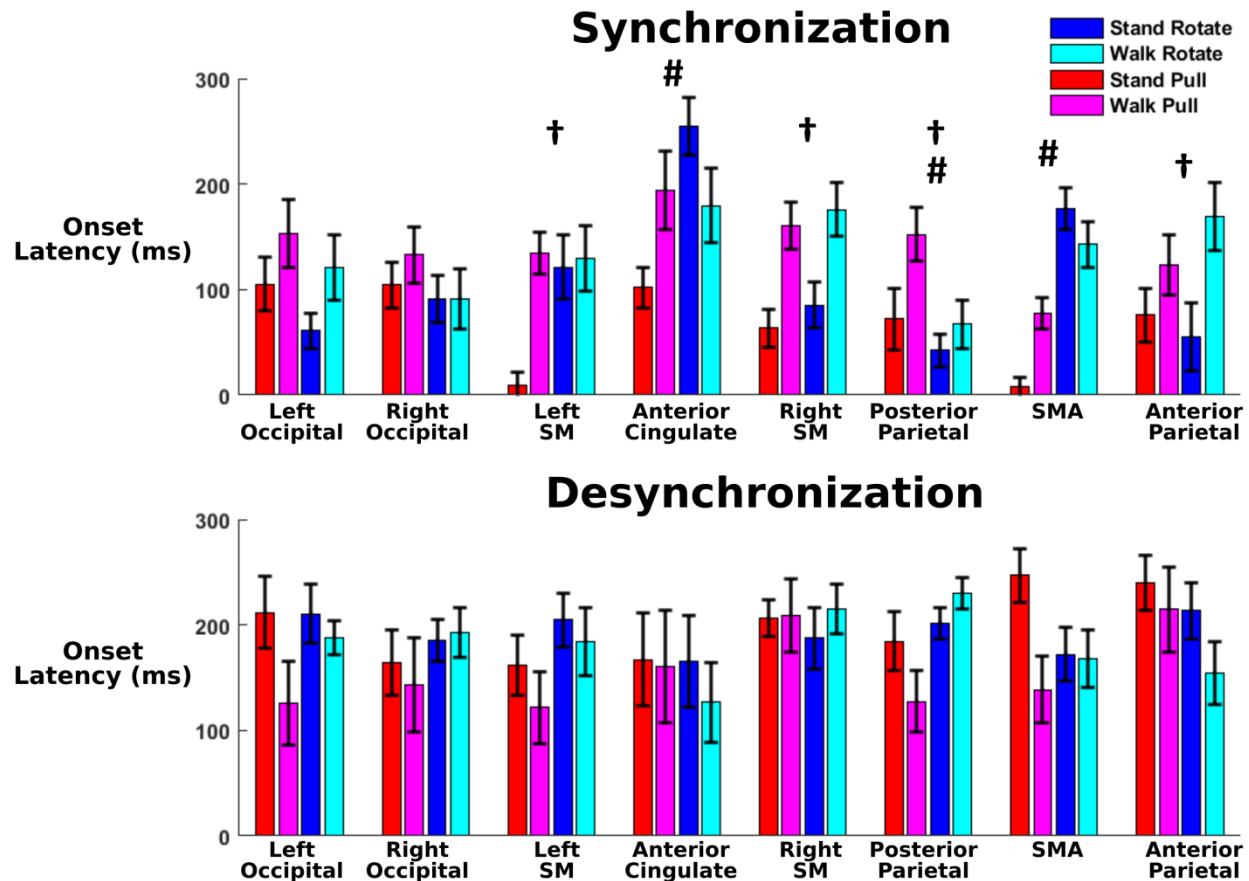 Synchronization
Stand Rotate
Walk Rotate
Stand Pull
Walk Pull
300
200
100
0
Onset
Latency (ms)
†
#
†
†
#
#
†
Left
Occipital
Right
Occipital
Left
SM
Anterior
Cingulate
Right
SM
Posterior
Parietal
SMA
Anterior
Parietal
Desynchronization
300
200
100
0
Onset
Latency (ms)
Left
Occipital
Right
Occipital
Left
SM
Anterior
Cingulate
Right
SM
Posterior
Parietal
SMA
Anterior
Parietal